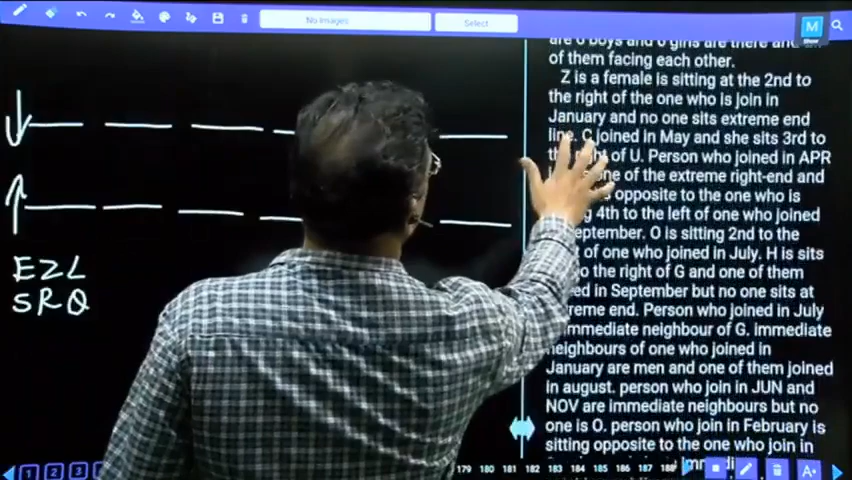 No images
Select
M
are 6 boys and 6 girls are there and
of them facing each other.
Z is a female is sitting at the 2nd to
the right of the one who is join in
January and no one sits extreme end
line. C joined in May and she sits 3rd to
the right of U. Person who joined in APR
one of the extreme right-end and
opposite to the one who is
4th to the left of one who joined
September. O is sitting 2nd to the
of one who joined in July. H is sits
to the right of G and one of them
in September but no one sits at
extreme end. Person who joined in July
immediate neighbour of G. immediate
neighbours of one who joined in
January are men and one of them joined
in august. person who join in JUN and
NOV are immediate neighbours but no
one is O. person who join in February is
sitting opposite to the one who join in
EZL
SRQ
1 2 3
179 180 181 182 183 184 185 186 187 188